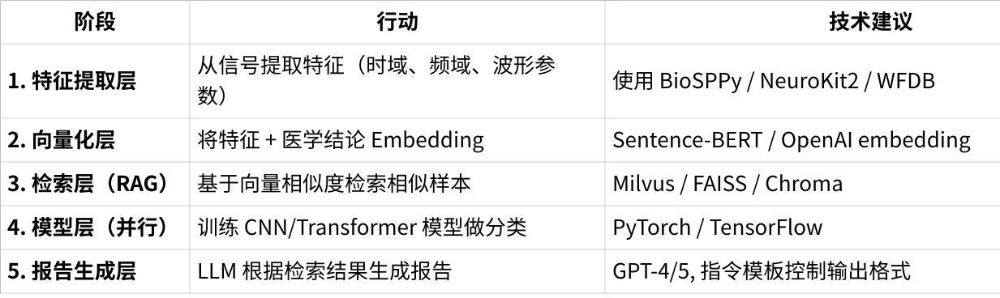 阶段 行动 技术建议
1. 特征提取层 从信号提取特征（时域、频域、波形参
数） 使用 BioSPPy / NeuroKit2 / WFDB
2. 向量化层 将特征 + 医学结论 Embedding Sentence-BERT / OpenAI embedding
3. 检索层（RAG） 基于向量相似度检索相似样本 Milvus / FAISS / Chroma
4. 模型层（并行） 训练 CNN/Transformer 模型做分类 PyTorch / TensorFlow
5. 报告生成层 LLM 根据检索结果生成报告 GPT-4/5, 指令模板控制输出格式